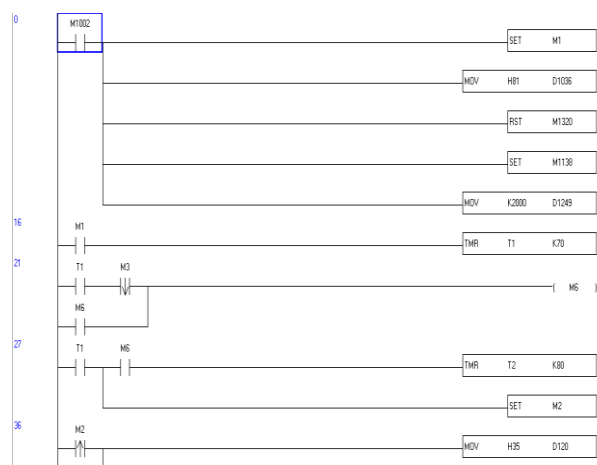 0
M1002
SET M1
MOV H81 D1036
RST M1320
SET M1138
MOV K2000 D1249
16
M1
TMR T1 K70
21
T1 M3
( M6 )
M6
27
T1 M6
TMR T2 K80
SET M2
36
M2
MOV H35 D120